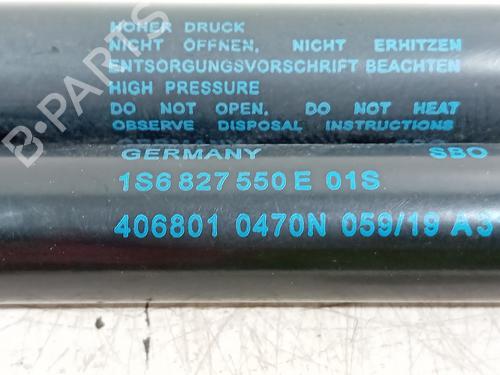 HOHER DRUCK
NICHT ÖFFNEN, NICHT ERHITZEN
ENTSORGUNGSVORSCHRIFT BEACHTEN
HIGH PRESSURE
DO NOT OPEN, DO NOT HEAT
OBSERVE DISPOSAL INSTRUCTIONS
GERMANY SBO
1S6 827 550 E 01S
406801 0470N 059/19 A3